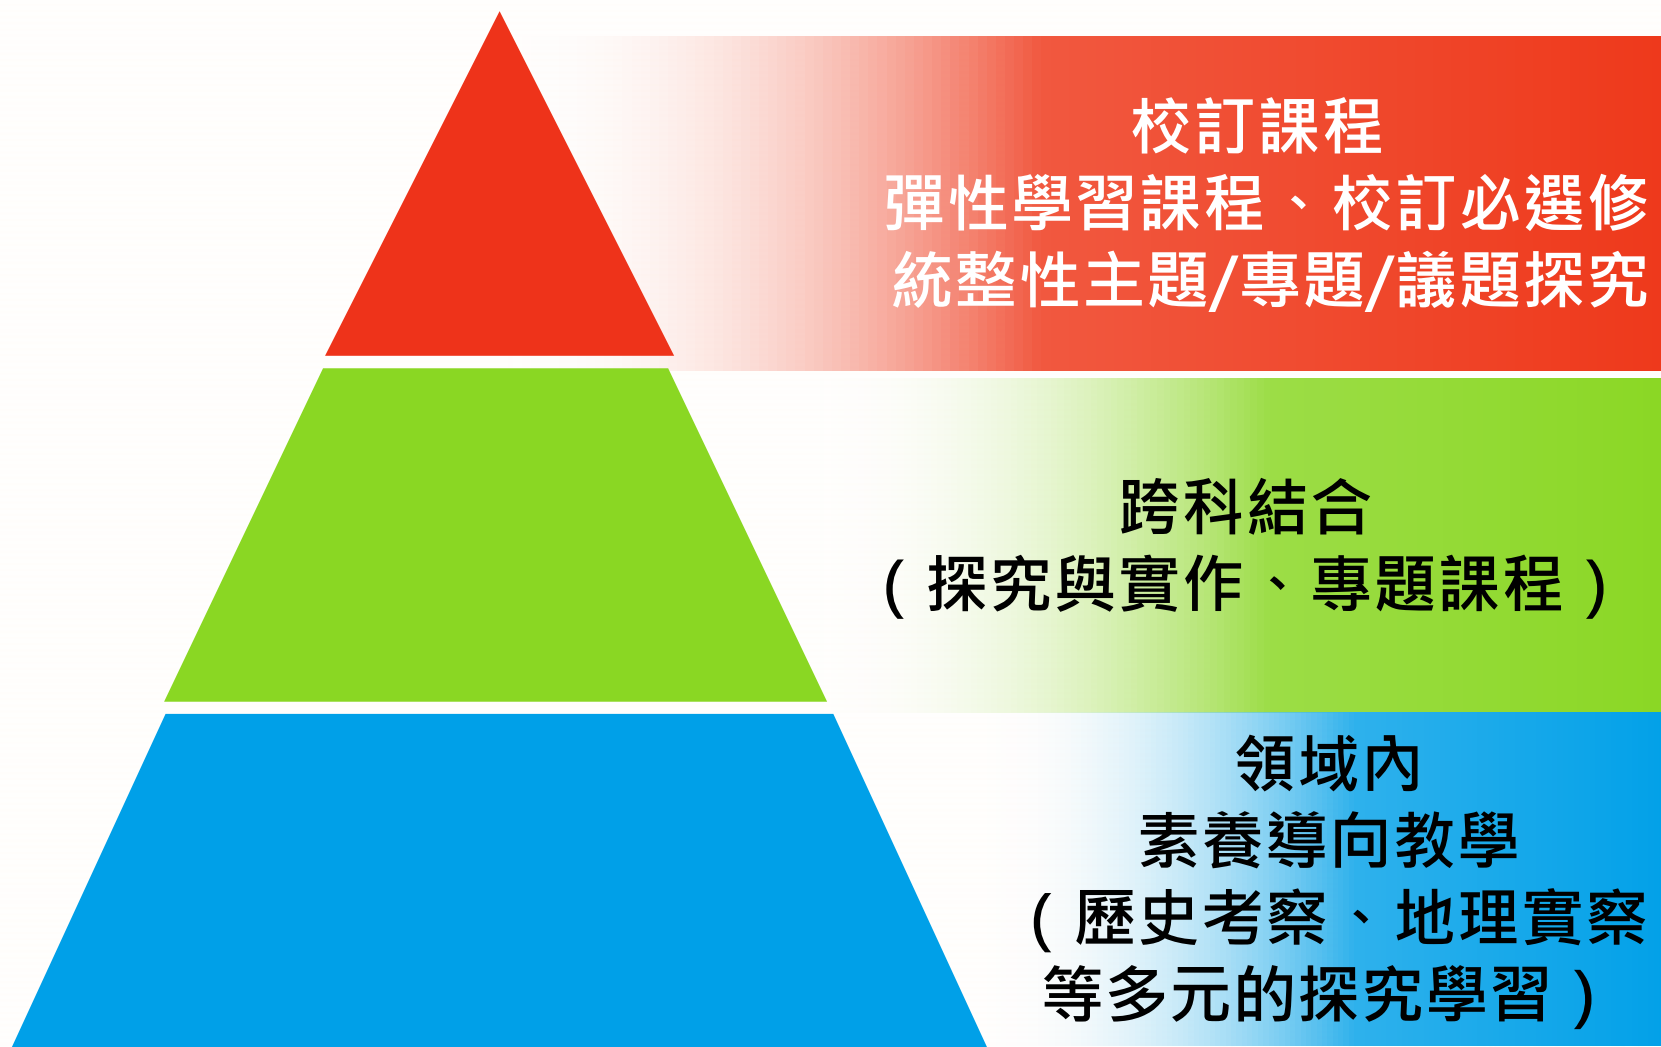 校訂課程
彈性學習課程、校訂必選修
統整性主題/專題/議題探究
跨科結合
（探究與實作、專題課程）
領域內
素養導向教學
（歷史考察、地理實察
等多元的探究學習）